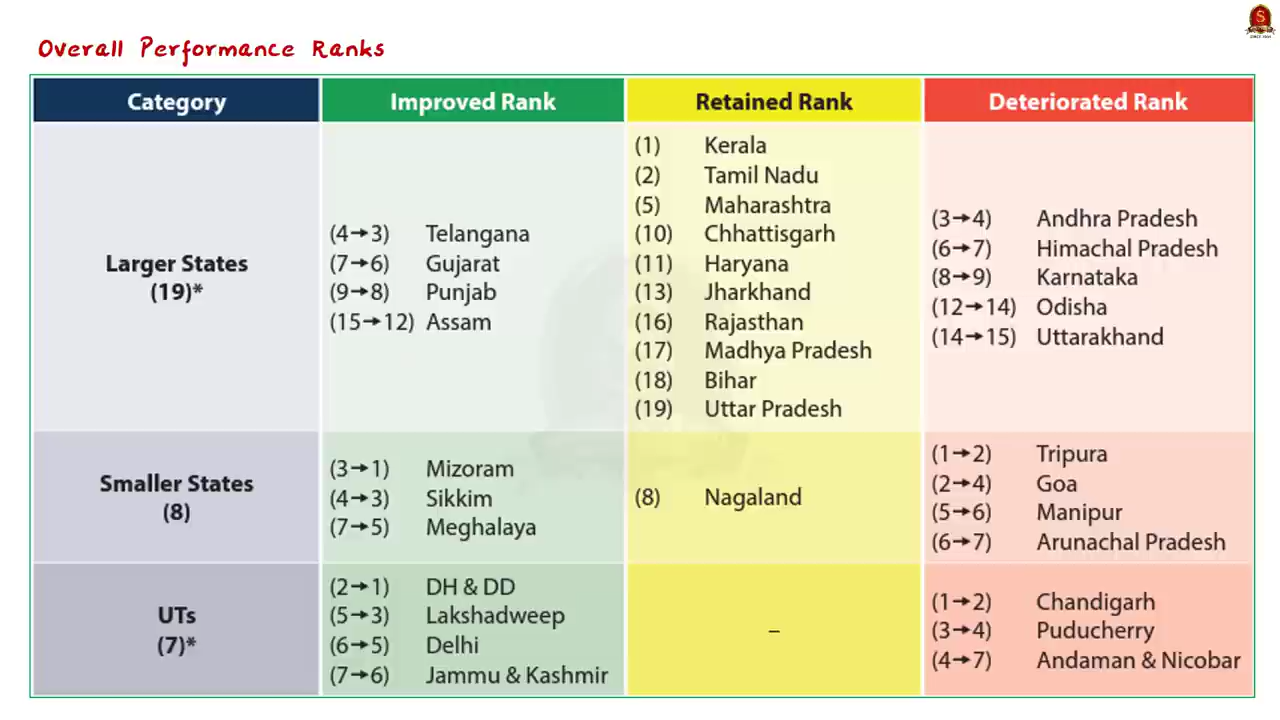 Overall Performance Ranks
Category Improved Rank Retained Rank Deteriorated Rank
Larger States
(19)*
(4→3) Telangana
(7→6) Gujarat
(9→8) Punjab
(15→12) Assam
(1) Kerala
(2) Tamil Nadu
(5) Maharashtra
(10) Chhattisgarh
(11) Haryana
(13) Jharkhand
(16) Rajasthan
(17) Madhya Pradesh
(18) Bihar
(19) Uttar Pradesh
(3→4) Andhra Pradesh
(6→7) Himachal Pradesh
(8→9) Karnataka
(12→14) Odisha
(14→15) Uttarakhand
Smaller States
(8)
(3→1) Mizoram
(4→3) Sikkim
(7→5) Meghalaya
(8) Nagaland
(1→2) Tripura
(2→4) Goa
(5→6) Manipur
(6→7) Arunachal Pradesh
UTs
(7)*
(2→1) DH & DD
(5→3) Lakshadweep
(6→5) Delhi
(7→6) Jammu & Kashmir
–
(1→2) Chandigarh
(3→4) Puducherry
(4→7) Andaman & Nicobar